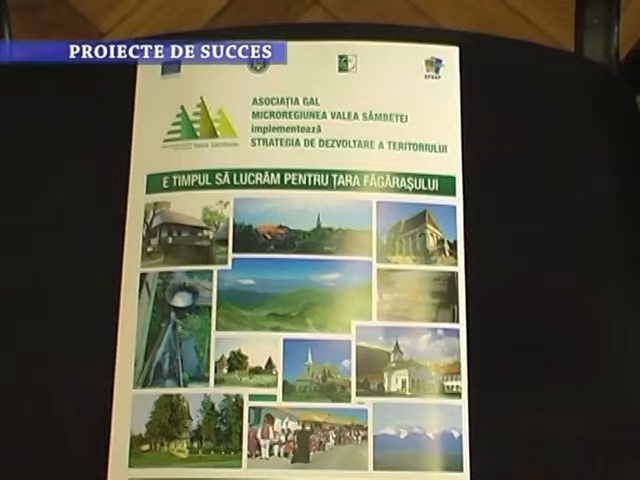 PROIECTE DE SUCCES
ASOCIAȚIA GAL
MICROREGIUNEA VALEA SÂMBETEI
implementează
STRATEGIA DE DEZVOLTARE A TERITORIULUI
E TIMPUL SĂ LUCRĂM PENTRU ȚARA FĂGĂRAȘULUI